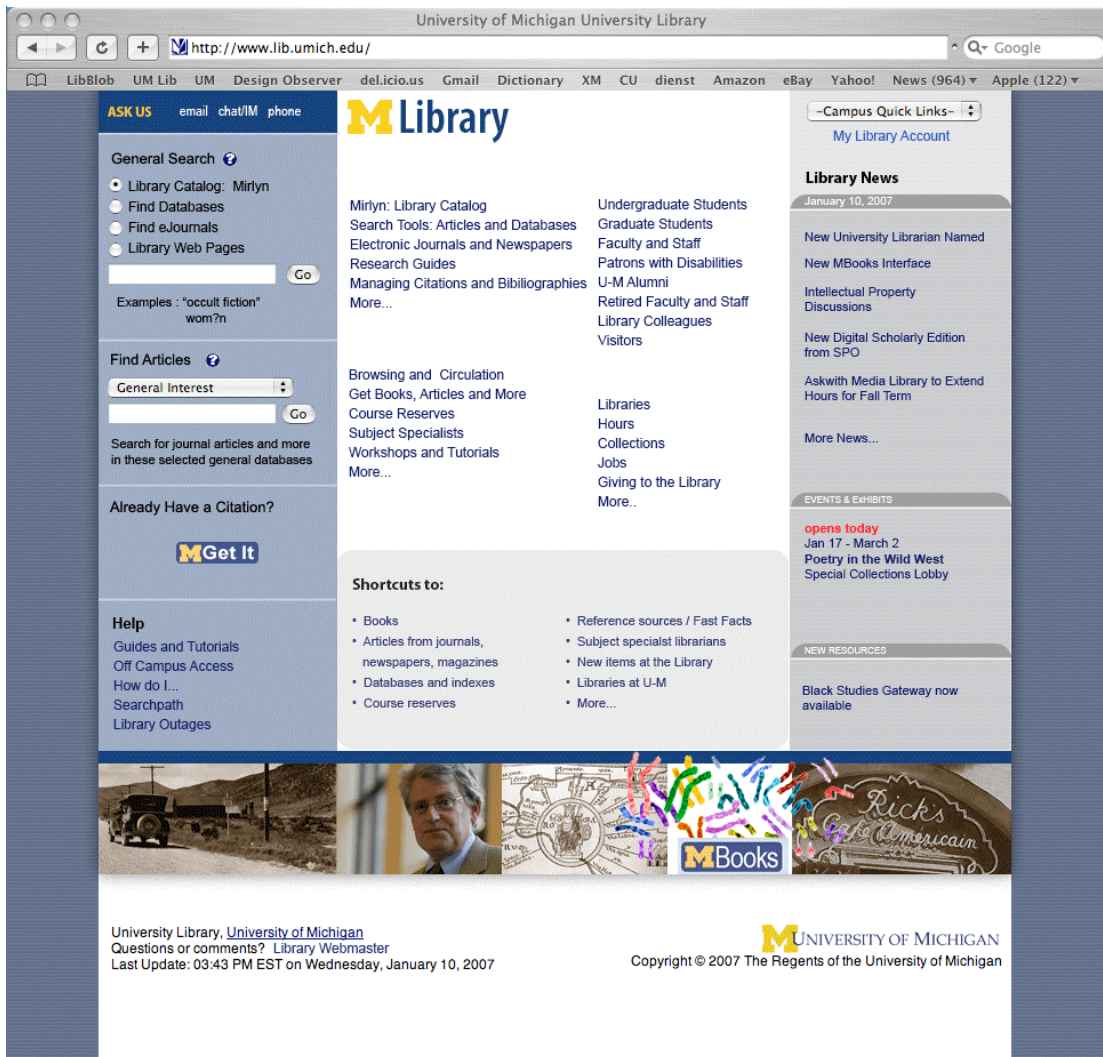 University of Michigan University Library
http://www.lib.umich.edu/
Google
LibBlob UM Lib UM Design Observer del.icio.us Gmail Dictionary XM CU dienst Amazon eBay Yahoo! News (964) Apple (122)
ASK US email chat/IM phone
General Search ?
Library Catalog: Mirlyn
Find Databases
Find eJournals
Library Web Pages
Go
Examples : "occult fiction"
wom?n
Find Articles ?
General Interest
Go
Search for journal articles and more
in these selected general databases
Already Have a Citation?
M Get It
Help
Guides and Tutorials
Off Campus Access
How do I...
Searchpath
Library Outages
M Library
Mirlyn: Library Catalog
Search Tools: Articles and Databases
Electronic Journals and Newspapers
Research Guides
Managing Citations and Bibiliographies
More...
Undergraduate Students
Graduate Students
Faculty and Staff
Patrons with Disabilities
U-M Alumni
Retired Faculty and Staff
Library Colleagues
Visitors
Browsing and Circulation
Get Books, Articles and More
Course Reserves
Subject Specialists
Workshops and Tutorials
More...
Libraries
Hours
Collections
Jobs
Giving to the Library
More..
Shortcuts to:
• Books
• Articles from journals,
newspapers, magazines
• Databases and indexes
• Course reserves
• Reference sources / Fast Facts
• Subject specialst librarians
• New items at the Library
• Libraries at U-M
• More...
-Campus Quick Links-
My Library Account
Library News
January 10, 2007
New University Librarian Named
New MBooks Interface
Intellectual Property
Discussions
New Digital Scholarly Edition
from SPO
Askwith Media Library to Extend
Hours for Fall Term
More News...
EVENTS & ExHIBITS
opens today
Jan 17 - March 2
Poetry in the Wild West
Special Collections Lobby
NEW RESOURCES
Black Studies Gateway now
available
MBooks
Rick's
Cafe Americain
University Library, University of Michigan
Questions or comments? Library Webmaster
Last Update: 03:43 PM EST on Wednesday, January 10, 2007
M UNIVERSITY OF MICHIGAN
Copyright © 2007 The Regents of the University of Michigan